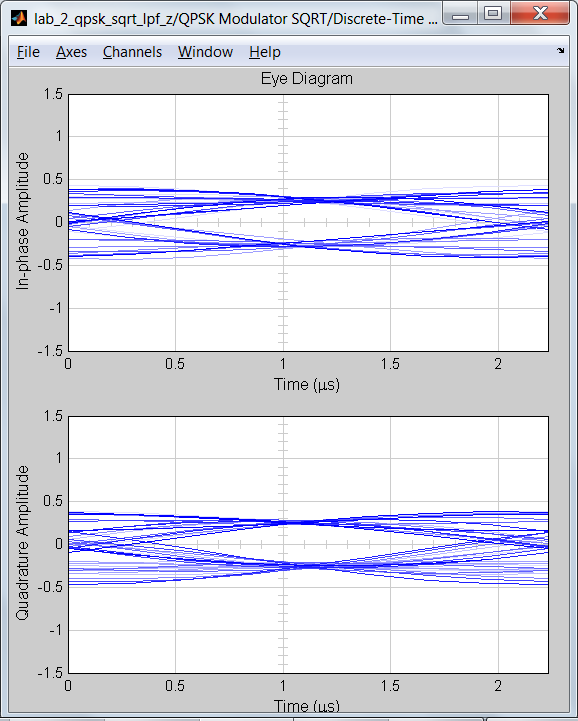 lab_2_qpsk_sqrt_lpf_z/QPSK Modulator SQRT/Discrete-Time ...
File Axes Channels Window Help
Eye Diagram
In-phase Amplitude
1.5
1
0.5
0
-0.5
-1
-1.5
0 0.5 1 1.5 2
Time (μs)
Quadrature Amplitude
1.5
1
0.5
0
-0.5
-1
-1.5
0 0.5 1 1.5 2
Time (μs)